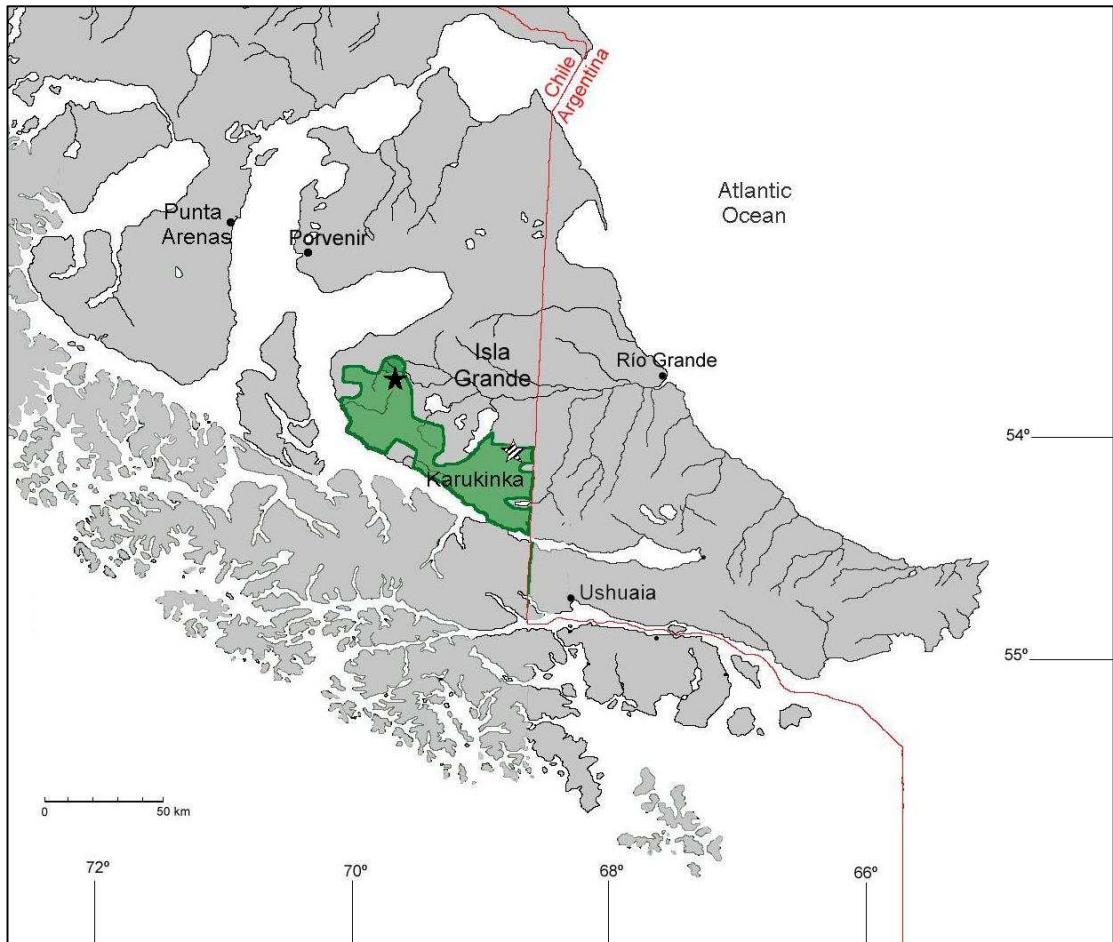 Chile
Argentina
Atlantic
Ocean
Punta
Arenas
Porvenir
Isla
Grande
Río Grande
54º
Karukinka
Ushuaia
55º
0
50 km
72º
70º
68º
66º